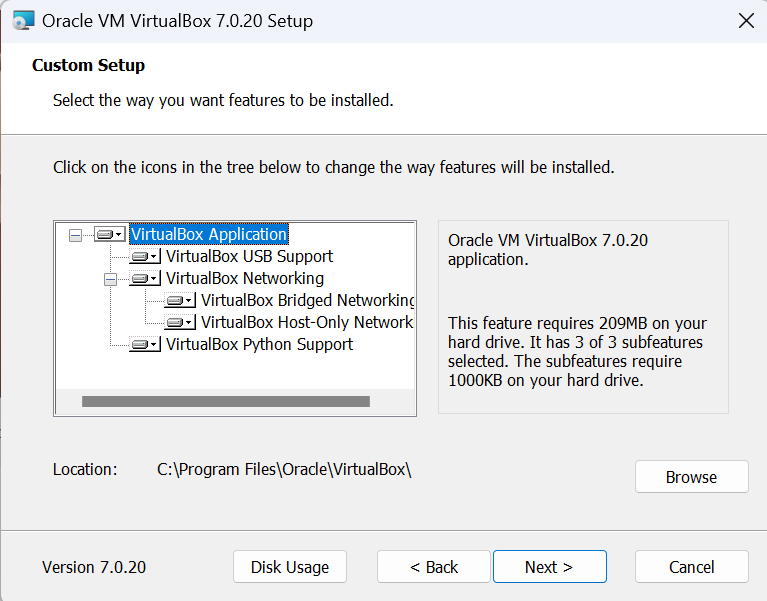 Oracle VM VirtualBox 7.0.20 Setup
Custom Setup
Select the way you want features to be installed.
Click on the icons in the tree below to change the way features will be installed.
VirtualBox Application
VirtualBox USB Support
VirtualBox Networking
VirtualBox Bridged Networking
VirtualBox Host-Only Network
VirtualBox Python Support
Oracle VM VirtualBox 7.0.20
application.
This feature requires 209MB on your
hard drive. It has 3 of 3 subfeatures
selected. The subfeatures require
1000KB on your hard drive.
Location: C:\Program Files\Oracle\VirtualBox\
Browse
Version 7.0.20
Disk Usage
< Back
Next >
Cancel